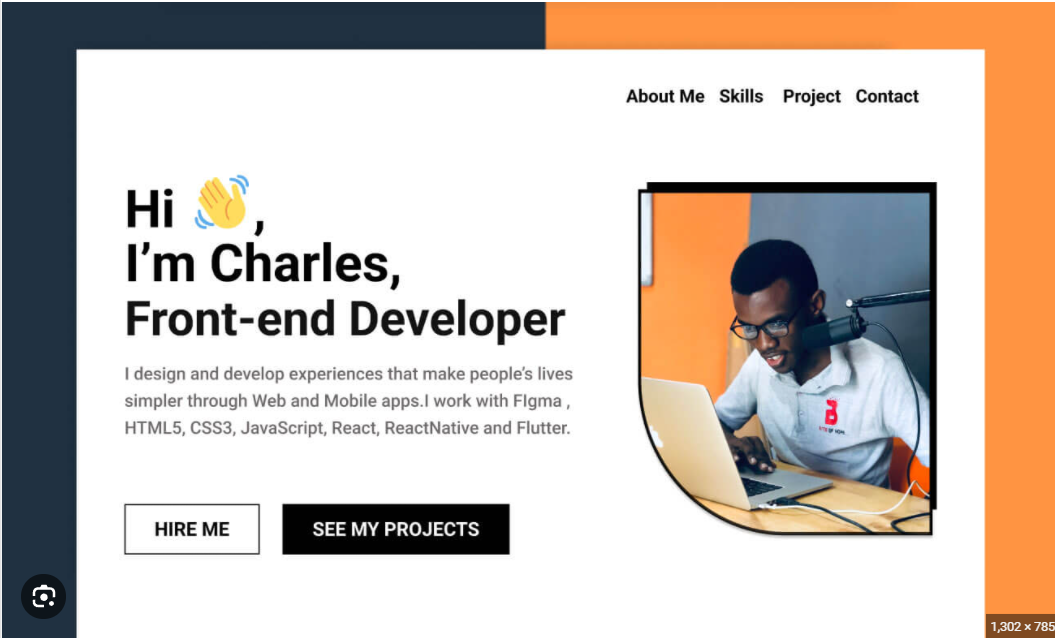 About Me Skills Project Contact
Hi 👋,
I’m Charles,
Front-end Developer
I design and develop experiences that make people’s lives
simpler through Web and Mobile apps.I work with FIgma ,
HTML5, CSS3, JavaScript, React, ReactNative and Flutter.
HIRE ME SEE MY PROJECTS
1,302 × 785